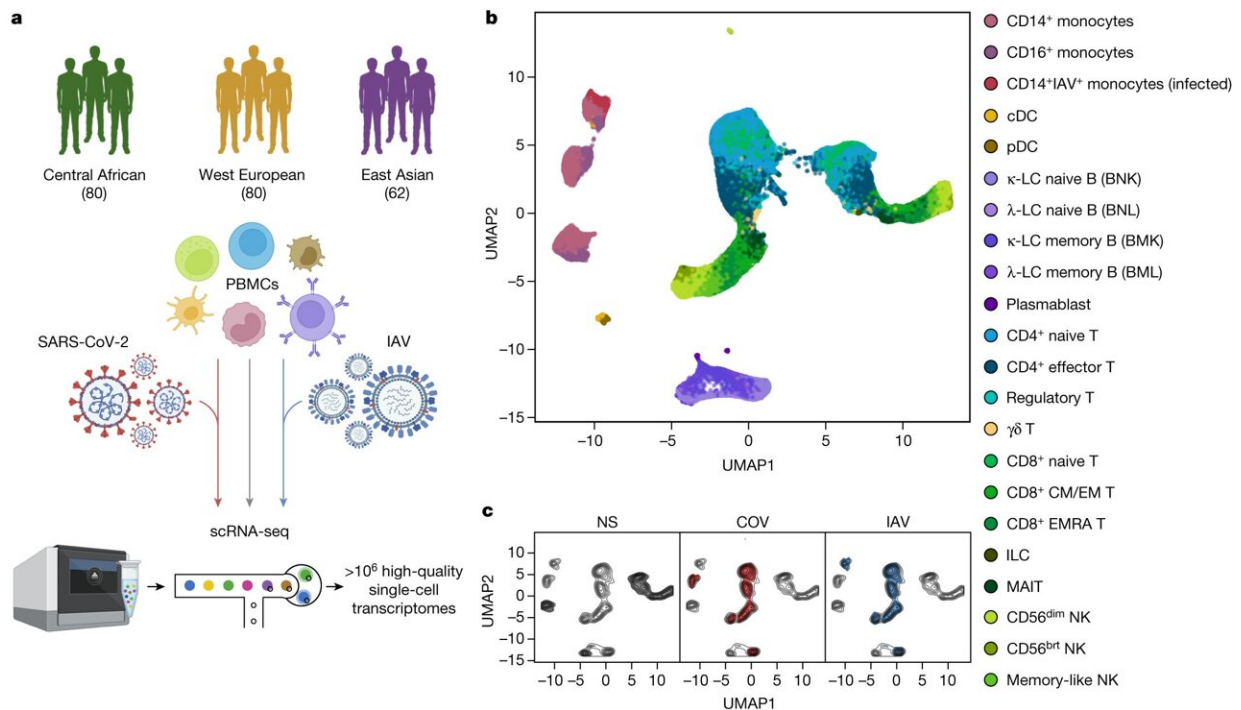 a
Central African
(80)
West European
(80)
East Asian
(62)
PBMCs
SARS-CoV-2
IAV
scRNA-seq
>10⁶ high-quality
single-cell
transcriptomes
b
UMAP2
10
5
0
−5
−10
−15
−10
−5
0
5
10
UMAP1
CD14⁺ monocytes
CD16⁺ monocytes
CD14⁺IAV⁺ monocytes (infected)
cDC
pDC
κ-LC naive B (BNK)
λ-LC naive B (BNL)
κ-LC memory B (BMK)
λ-LC memory B (BML)
Plasmablast
CD4⁺ naive T
CD4⁺ effector T
Regulatory T
γδ T
CD8⁺ naive T
CD8⁺ CM/EM T
CD8⁺ EMRA T
ILC
MAIT
CD56ᵈⁱᵐ NK
CD56ᵇʳᵗ NK
Memory-like NK
c
NS
COV
IAV
UMAP2
15
10
5
0
−5
−10
−15
−10 −5 0 5 10
−10 −5 0 5 10
−10 −5 0 5 10
UMAP1